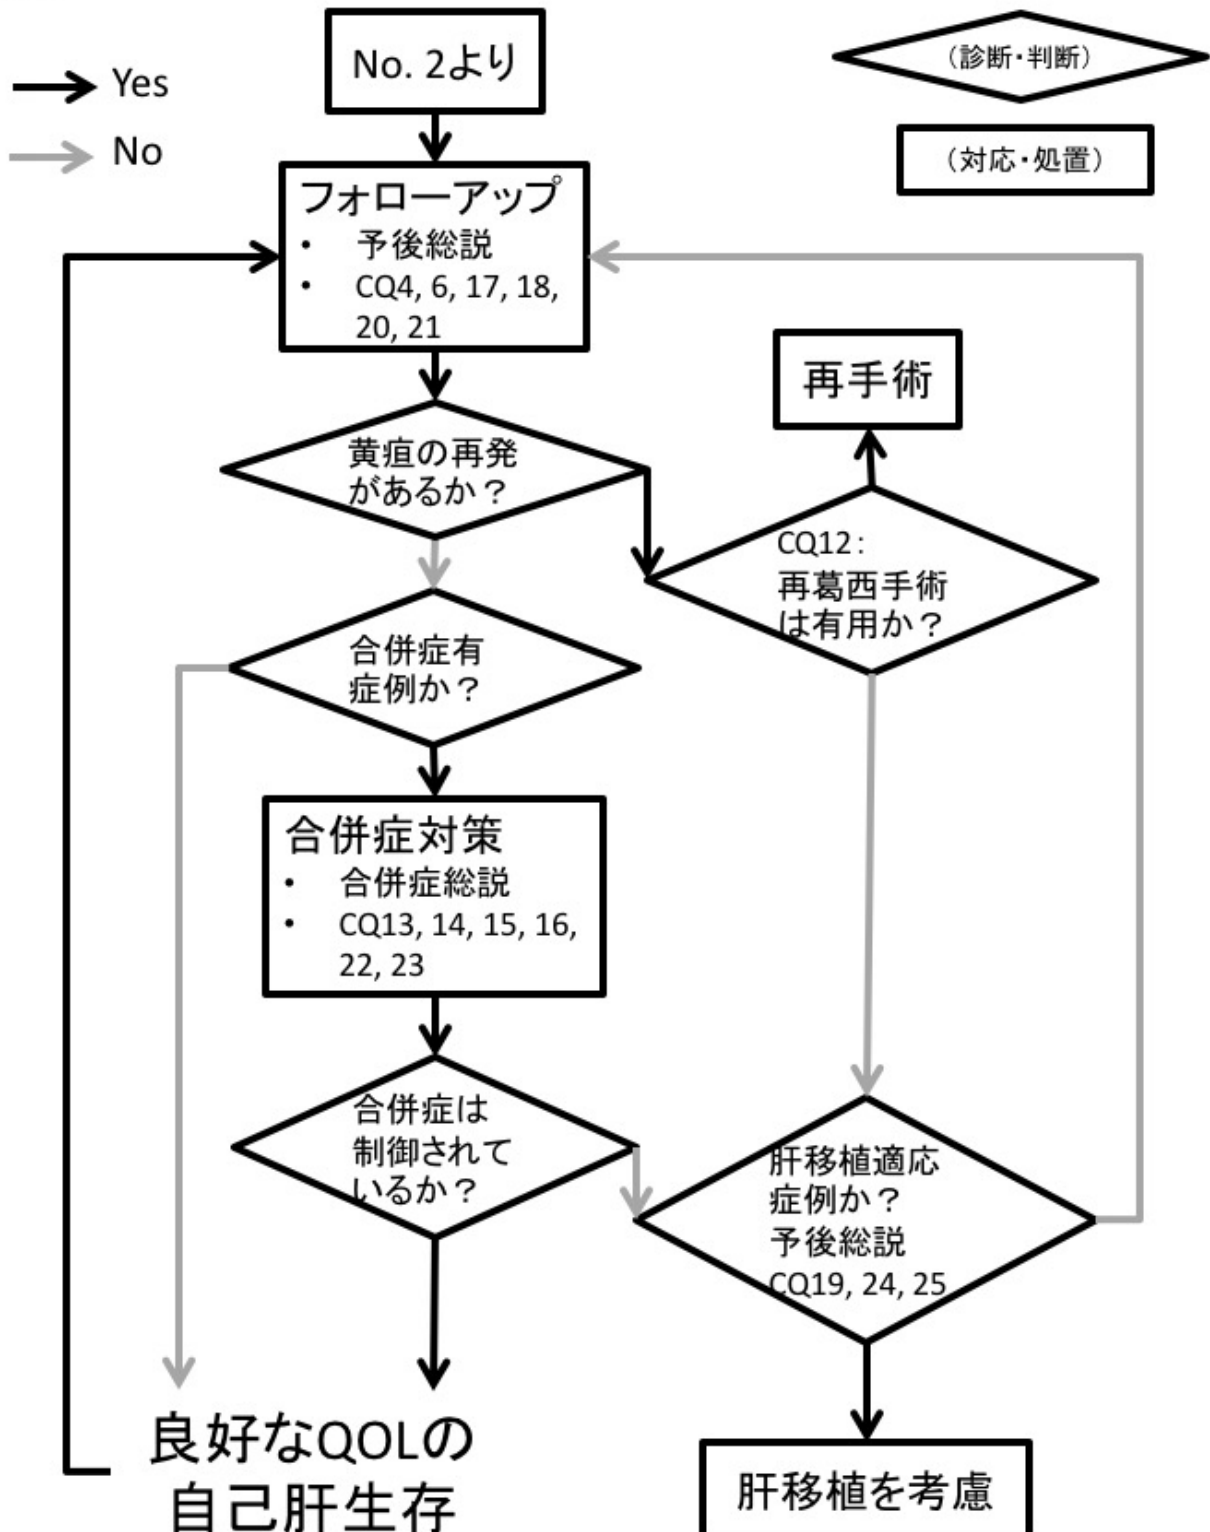 No. 2より
(診断・判断)
Yes
No
(対応・処置)
フォローアップ
• 予後総説
• CQ4, 6, 17, 18,
20, 21
再手術
黄疸の再発
があるか？
CQ12：
再葛西手術
は有用か？
合併症有
症例か？
合併症対策
• 合併症総説
• CQ13, 14, 15, 16,
22, 23
合併症は
制御されて
いるか？
肝移植適応
症例か？
予後総説
CQ19, 24, 25
良好なQOLの
自己肝生存
肝移植を考慮